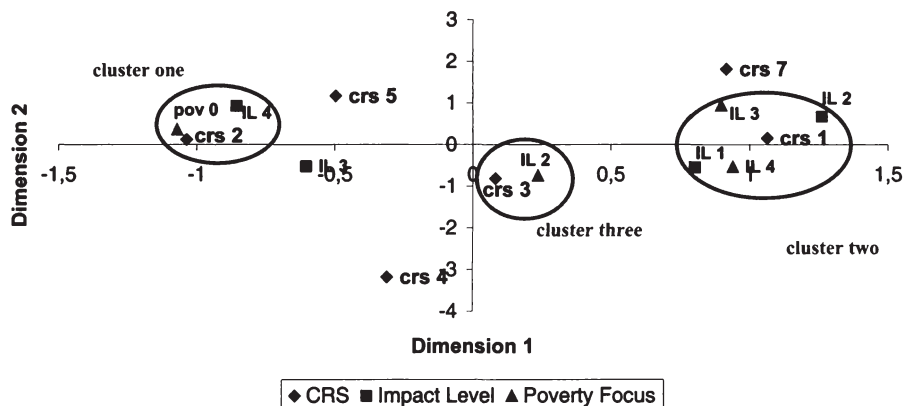 3
cluster one
2
crs 7
crs 5
IL 2
1
pov 0
IL 4
IL 3
crs 2
crs 1
0
-1,5
-1
IL 3
-0,5
0
0,5
1
1,5
-1
crs 3
IL 2
IL 1
IL 4
-2
cluster three
cluster two
crs 4
-3
-4
Dimension 2
Dimension 1
CRS Impact Level Poverty Focus